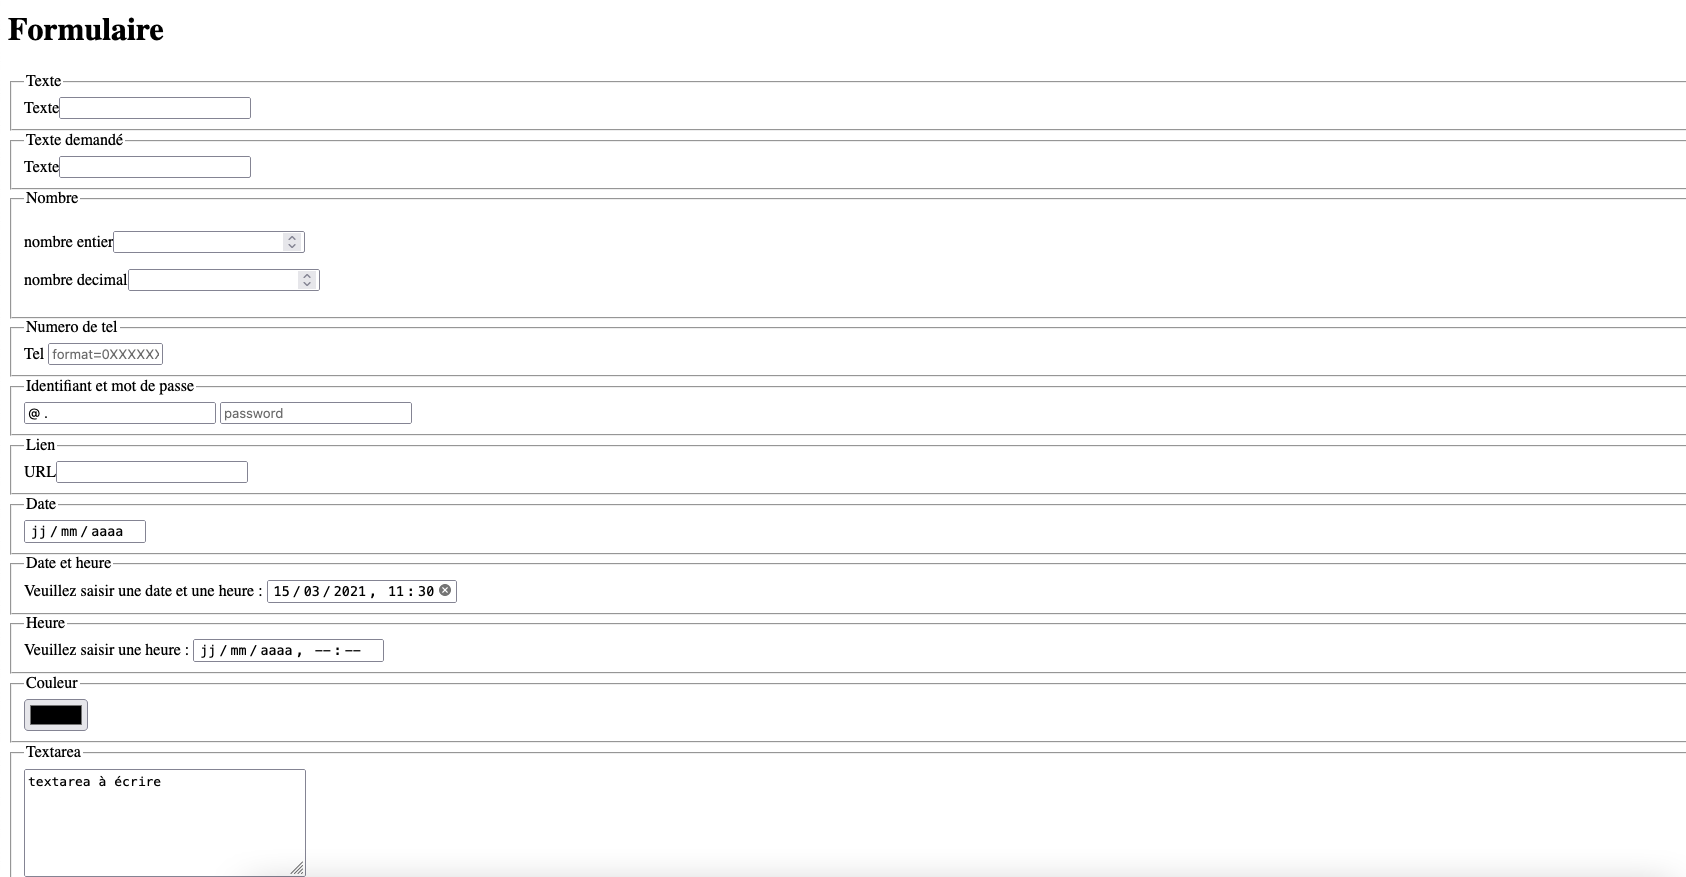 Formulaire
Texte
Texte
Texte demandé
Texte
Nombre
nombre entier
nombre decimal
Numero de tel
Tel format=0XXXXXX
Identifiant et mot de passe
@ . password
Lien
URL
Date
jj/mm/aaaa
Date et heure
Veuillez saisir une date et une heure : 15/03/2021, 11:30
Heure
Veuillez saisir une heure : jj/mm/aaaa, --:--
Couleur
Textarea
textarea à écrire